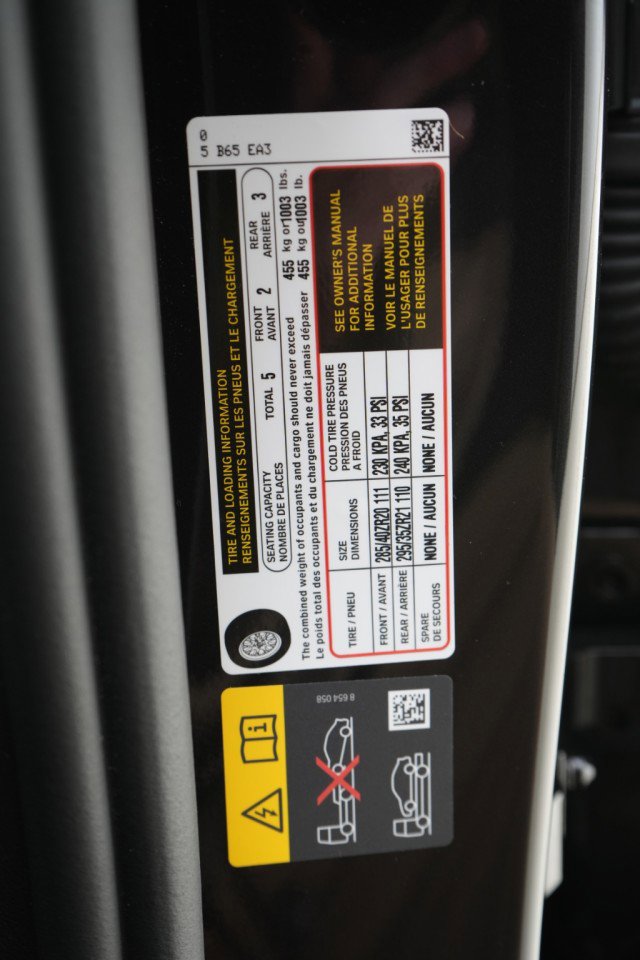 0
5 B65 EA3
TIRE AND LOADING INFORMATION
RENSEIGNEMENTS SUR LES PNEUS ET LE CHARGEMENT
SEATING CAPACITY
NOMBRE DE PLACES
TOTAL 5
FRONT
AVANT 2
REAR
ARRIÈRE 3
The combined weight of occupants and cargo should never exceed 455 kg or 1003 lbs.
Le poids total des occupants et du chargement ne doit jamais dépasser 455 kg ou 1003 lb.
TIRE / PNEU
SIZE
DIMENSIONS
COLD TIRE PRESSURE
PRESSION DES PNEUS
A FROID
FRONT / AVANT 285/40ZR20 111 230 KPA, 33 PSI
REAR / ARRIÈRE 295/35ZR21 110 240 KPA, 35 PSI
SPARE
DE SECOURS
NONE / AUCUN NONE / AUCUN
SEE OWNER'S MANUAL
FOR ADDITIONAL
INFORMATION
VOIR LE MANUEL DE
L'USAGER POUR PLUS
DE RENSEIGNEMENTS
8 654 058